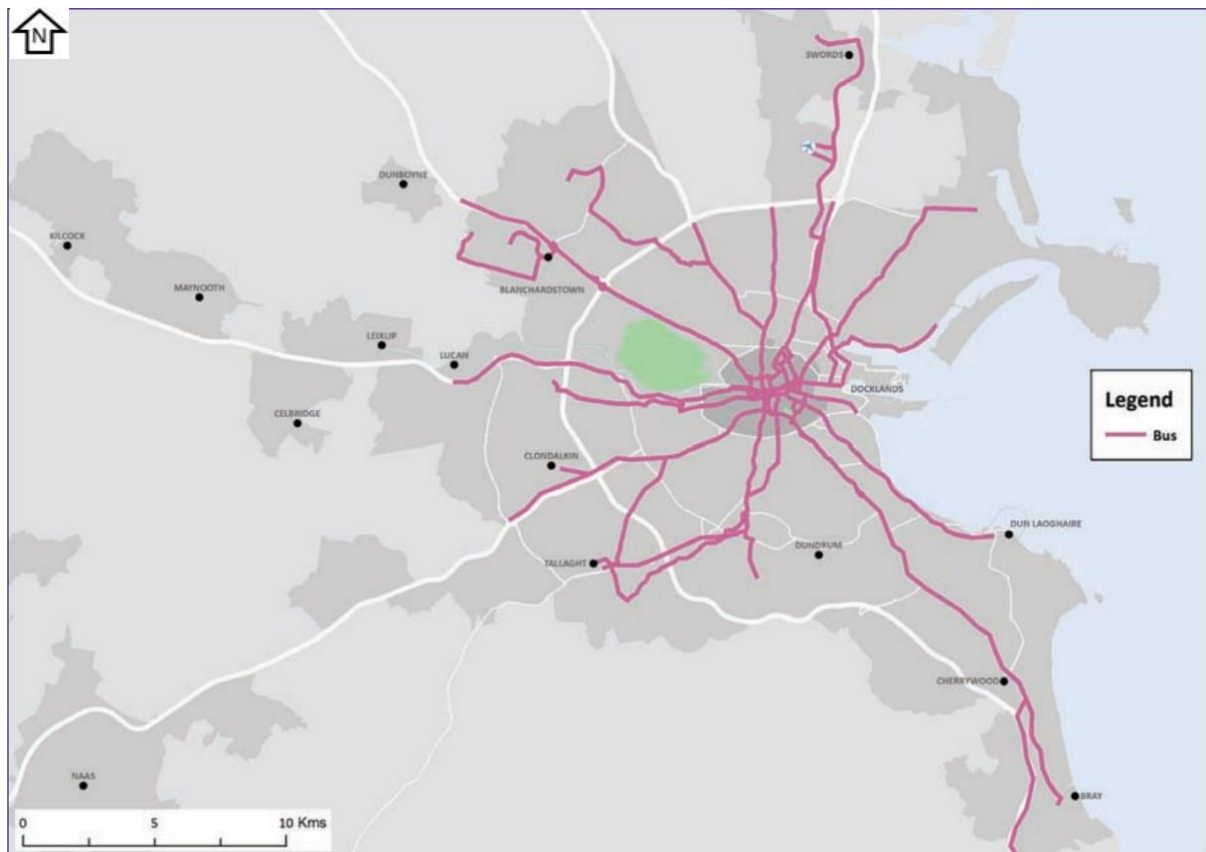 N
SWORDS
DUNBOYNE
KILCOCK
MAYNOOTH
BLANCHARDSTOWN
LEIXLIP
LUCAN
DOCKLANDS
CELBRIDGE
Legend
Bus
CLONDALKIN
DUN LAOGHAIRE
TALLAGHT
DUNDRUM
CHERRYWOOD
NAAS
BRAY
0 5 10 Kms